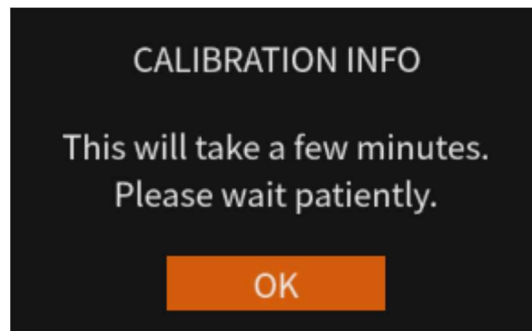 CALIBRATION INFO
This will take a few minutes.
Please wait patiently.
OK